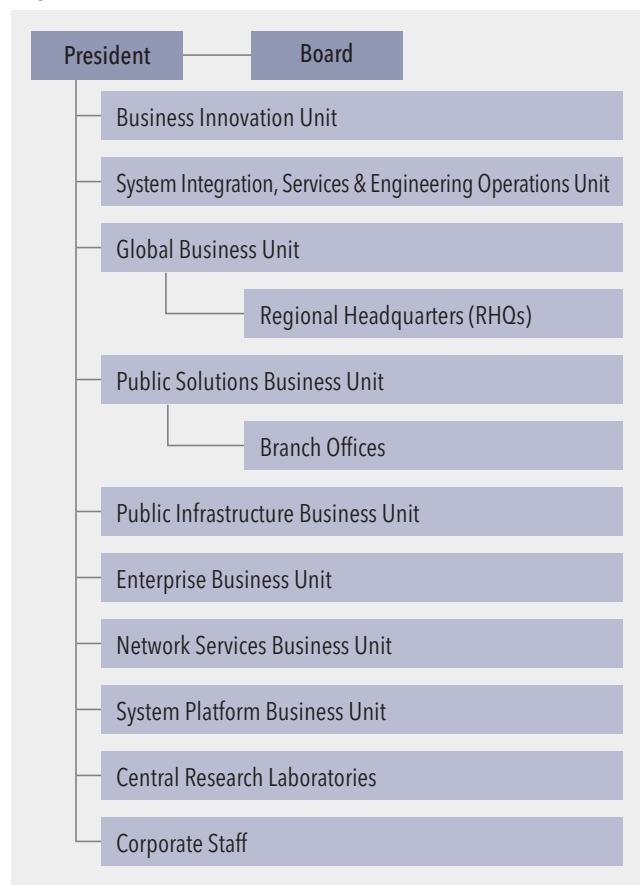 President
Board
Business Innovation Unit
System Integration, Services & Engineering Operations Unit
Global Business Unit
Regional Headquarters (RHQs)
Public Solutions Business Unit
Branch Offices
Public Infrastructure Business Unit
Enterprise Business Unit
Network Services Business Unit
System Platform Business Unit
Central Research Laboratories
Corporate Staff